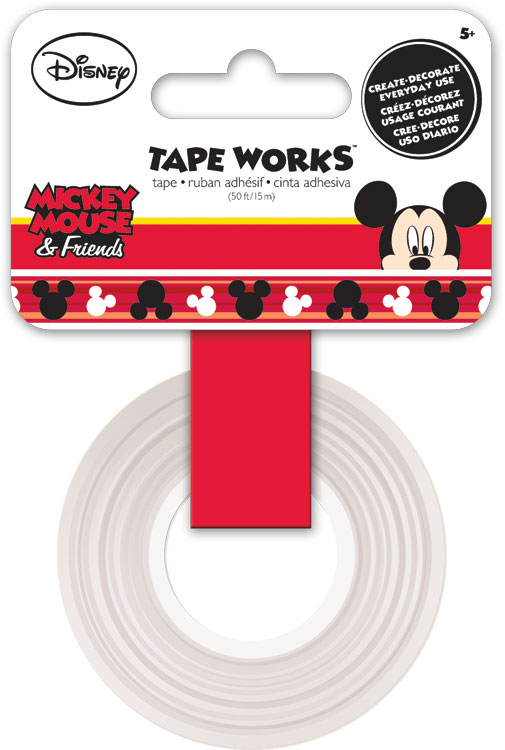 Disney
5+
CREATE•DECORATE
EVERYDAY USE
CRÉEZ•DÉCOREZ
USAGE COURANT
CREE•DECORE
USO DIARIO
TAPE WORKS™
tape • ruban adhésif • cinta adhesiva
(50 ft/15 m)
MICKEY
MOUSE
& Friends